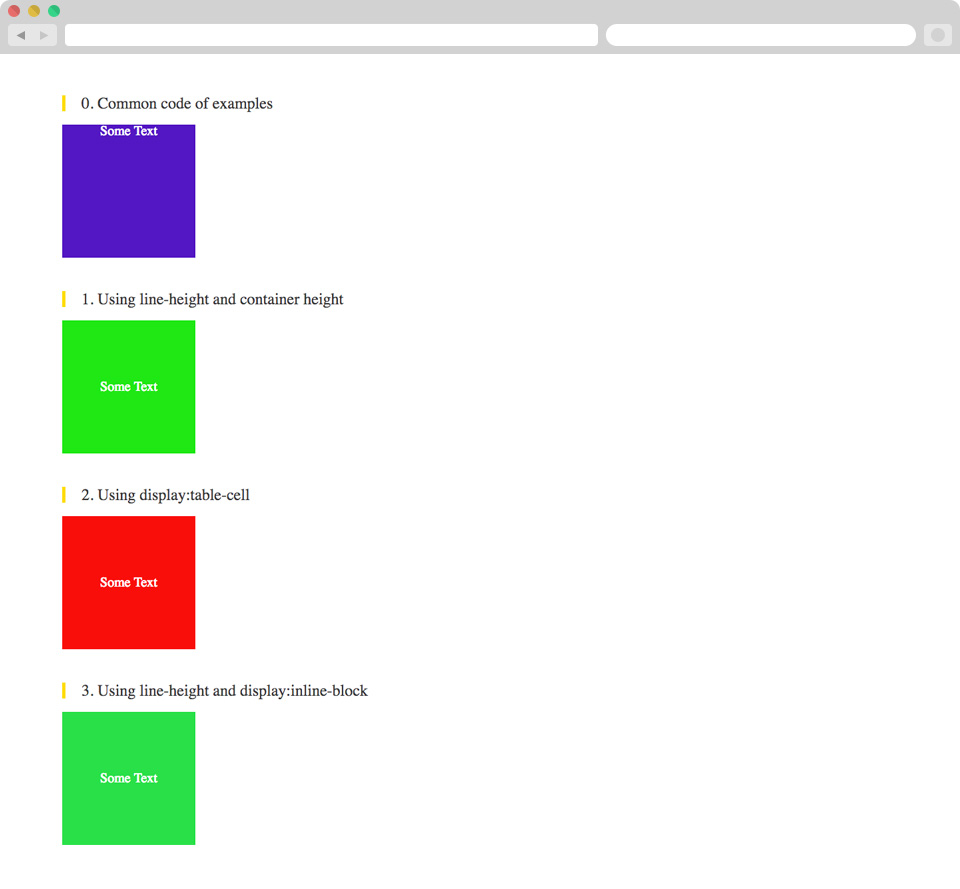 0. Common code of examples
Some Text
1. Using line-height and container height
Some Text
2. Using display:table-cell
Some Text
3. Using line-height and display:inline-block
Some Text